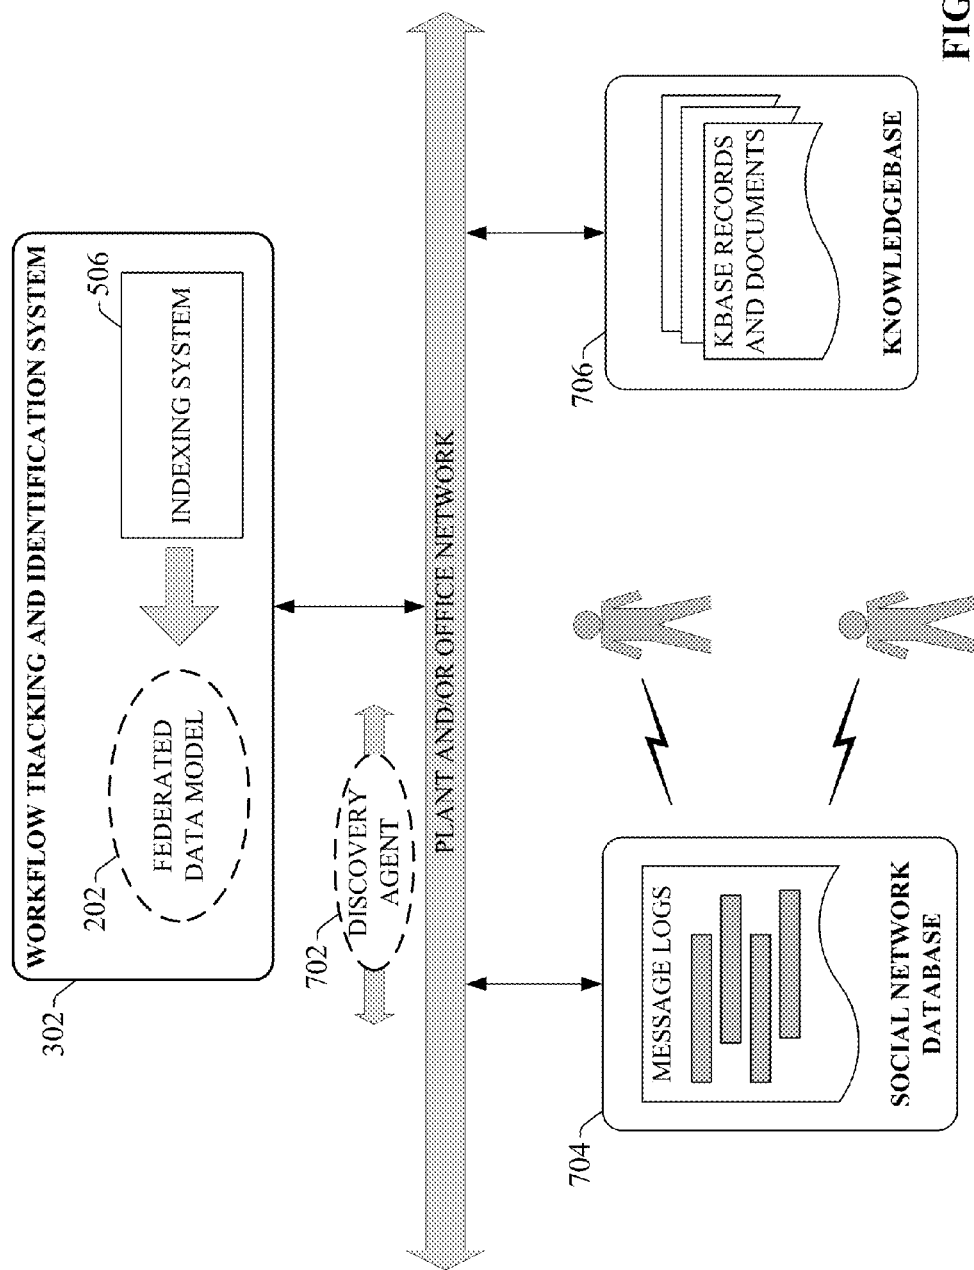 WORKFLOW TRACKING AND IDENTIFICATION SYSTEM
302
202
FEDERATED
DATA MODEL
506
INDEXING SYSTEM
702
DISCOVERY
AGENT
PLANT AND/OR OFFICE NETWORK
704
MESSAGE LOGS
SOCIAL NETWORK
DATABASE
706
KBASE RECORDS
AND DOCUMENTS
KNOWLEDGEBASE
FIG